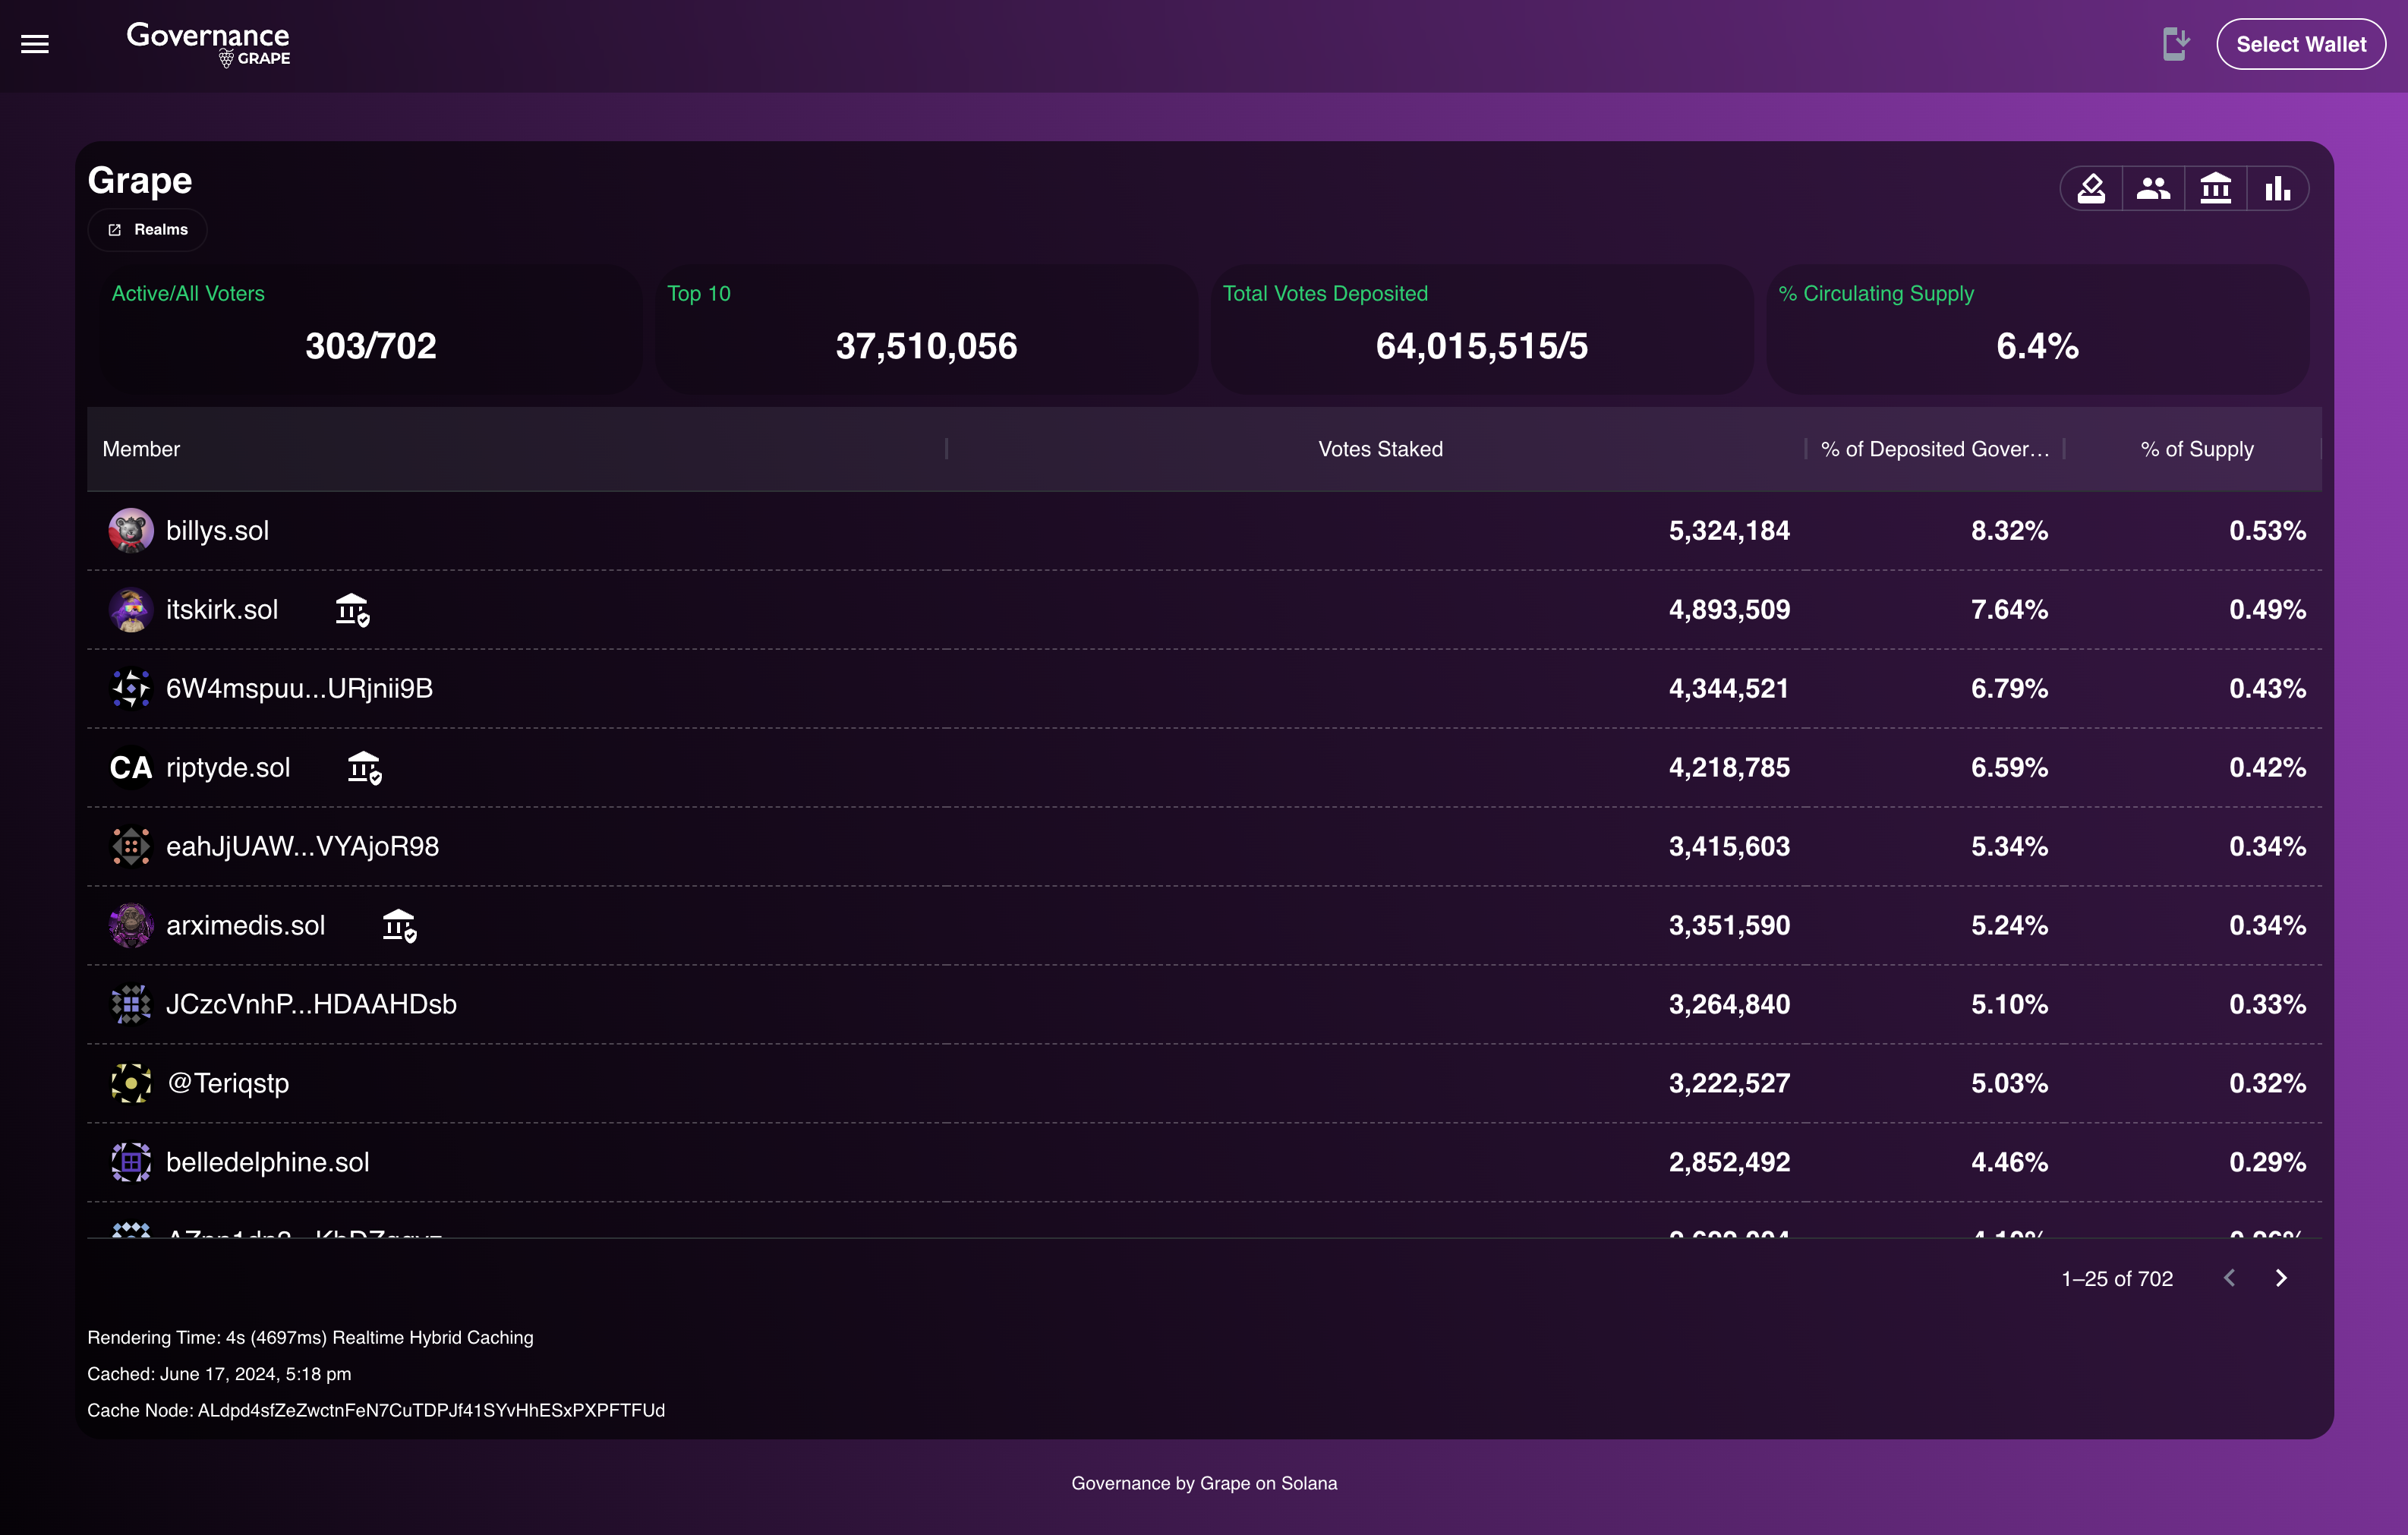 Governance
GRAPE
Select Wallet
Grape
Realms
Active/All Voters
303/702
Top 10
37,510,056
Total Votes Deposited
64,015,515/5
% Circulating Supply
6.4%
Member Votes Staked % of Deposited Gover... % of Supply
billys.sol 5,324,184 8.32% 0.53%
itskirk.sol 4,893,509 7.64% 0.49%
6W4mspuu...URjnii9B 4,344,521 6.79% 0.43%
CA riptyde.sol 4,218,785 6.59% 0.42%
eahJjUAW...VYAjoR98 3,415,603 5.34% 0.34%
arximedis.sol 3,351,590 5.24% 0.34%
JCzcVnhP...HDAAHDsb 3,264,840 5.10% 0.33%
@Teriqstp 3,222,527 5.03% 0.32%
belledelphine.sol 2,852,492 4.46% 0.29%
1–25 of 702
Rendering Time: 4s (4697ms) Realtime Hybrid Caching
Cached: June 17, 2024, 5:18 pm
Cache Node: ALdpd4sfZeZwctnFeN7CuTDPJf41SYvHhESxPXPFTFUd
Governance by Grape on Solana